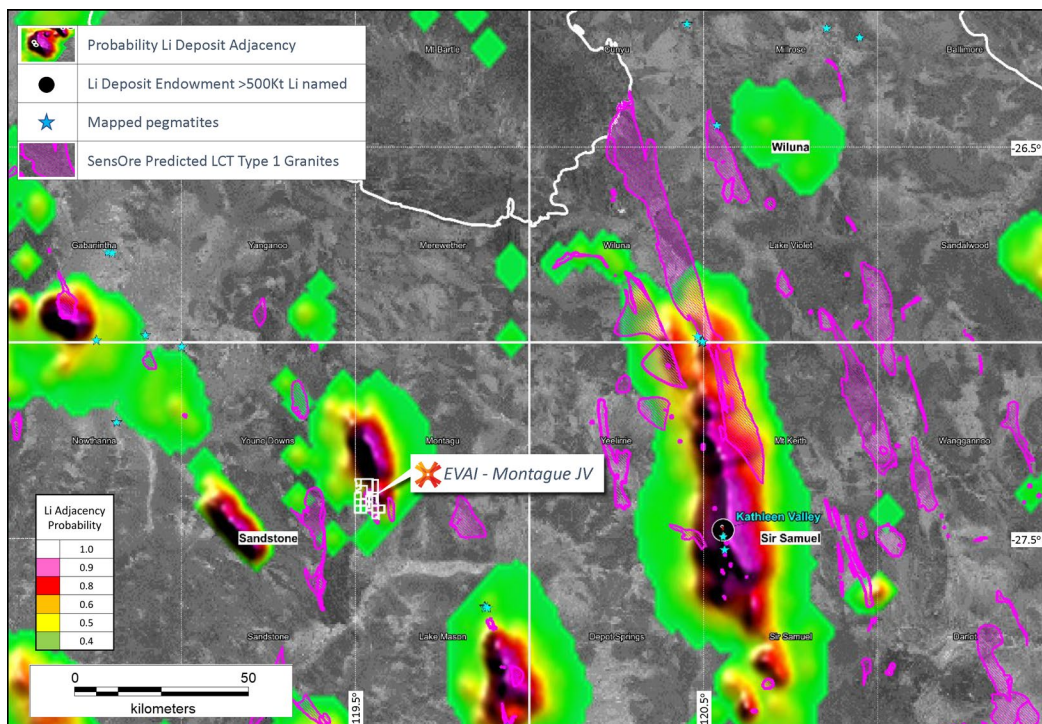 Probability Li Deposit Adjacency
Li Deposit Endowment >500Kt Li named
Mapped pegmatites
SensOre Predicted LCT Type 1 Granites
Mt Bartle
Cunyu
Millrose
Ballimore
Wiluna
-26.5
Gabanintha
Yanganoo
Merewether
Wiluna
Lake Violet
Sandalwood
Nowthanna
Youno Downs
Montagu
Yeelirrie
Mt Keith
Wanggannoo
EVAI - Montague JV
Kathleen Valley
Sandstone
Sir Samuel
-27.5°
Li Adjacency
Probability
1.0
0.9
0.8
0.6
0.5
0.4
Sandstone
Lake Mason
Depot Springs
Sir Samuel
Darlot
0
50
kilometers
119.5°
120.5°